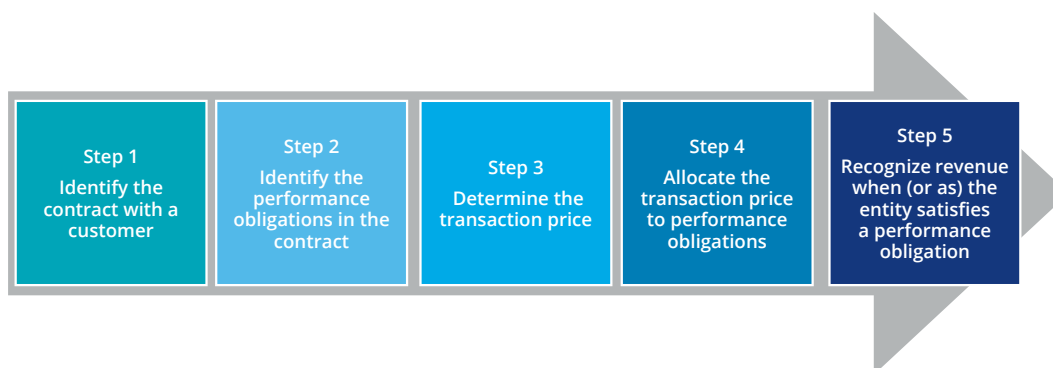 Step 1
Identify the
contract with a
customer
Step 2
Identify the
performance
obligations in the
contract
Step 3
Determine the
transaction price
Step 4
Allocate the
transaction price
to performance
obligations
Step 5
Recognize revenue
when (or as) the
entity satisfies
a performance
obligation